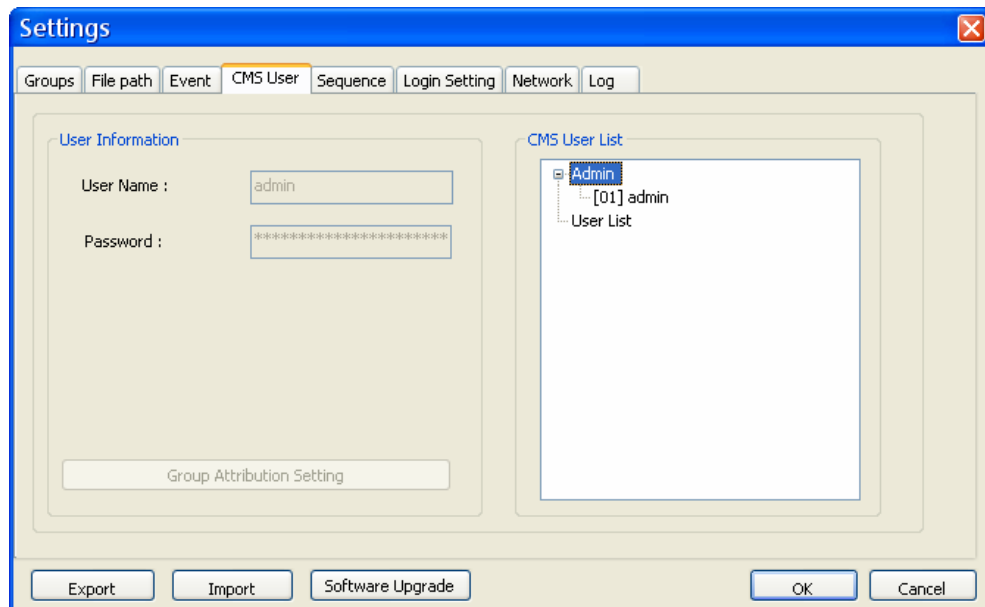 Settings
Groups File path Event CMS User Sequence Login Setting Network Log
User Information
User Name : admin
Password : **********************
Group Attribution Setting
CMS User List
Admin
[01] admin
User List
Export Import Software Upgrade OK Cancel